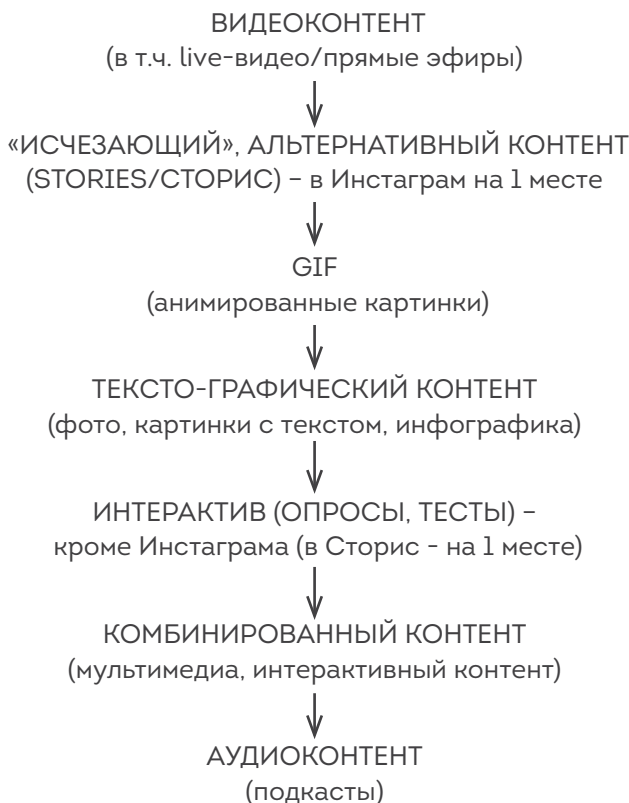 ВИДЕОКОНТЕНТ
(в т.ч. live-видео/прямые эфиры)
«ИСЧЕЗАЮЩИЙ», АЛЬТЕРНАТИВНЫЙ КОНТЕНТ
(STORIES/СТОРИС) – в Инстаграм на 1 месте
GIF
(анимированные картинки)
ТЕКСТО-ГРАФИЧЕСКИЙ КОНТЕНТ
(фото, картинки с текстом, инфографика)
ИНТЕРАКТИВ (ОПРОСЫ, ТЕСТЫ) –
кроме Инстаграма (в Сторис - на 1 месте)
КОМБИНИРОВАННЫЙ КОНТЕНТ
(мультимедиа, интерактивный контент)
АУДИОКОНТЕНТ
(подкасты)